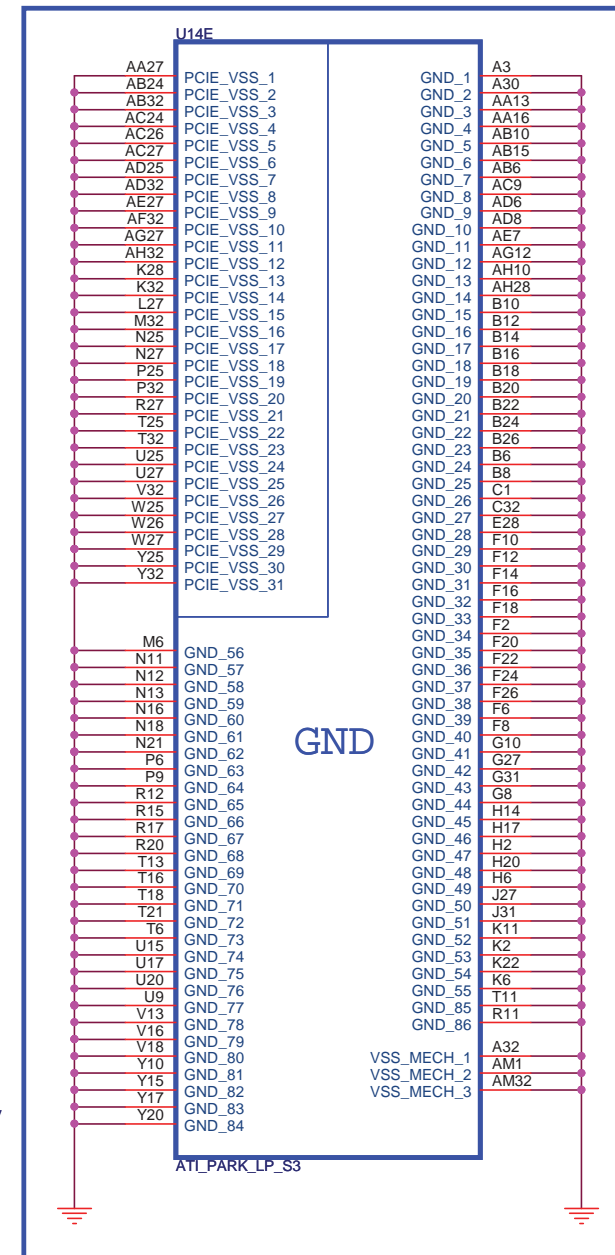 U14E
AA27 PCIE_VSS_1 GND_1 A3
AB24 PCIE_VSS_2 GND_2 A30
AB32 PCIE_VSS_3 GND_3 AA13
AC24 PCIE_VSS_4 GND_4 AA16
AC26 PCIE_VSS_5 GND_5 AB10
AC27 PCIE_VSS_6 GND_6 AB15
AD25 PCIE_VSS_7 GND_7 AB6
AD32 PCIE_VSS_8 GND_8 AC9
AE27 PCIE_VSS_9 GND_9 AD6
AF32 PCIE_VSS_10 GND_10 AD8
AG27 PCIE_VSS_11 GND_11 AE7
AH32 PCIE_VSS_12 GND_12 AG12
K28 PCIE_VSS_13 GND_13 AH10
K32 PCIE_VSS_14 GND_14 AH28
L27 PCIE_VSS_15 GND_15 B10
M32 PCIE_VSS_16 GND_16 B12
N25 PCIE_VSS_17 GND_17 B14
N27 PCIE_VSS_18 GND_18 B16
P25 PCIE_VSS_19 GND_19 B18
P32 PCIE_VSS_20 GND_20 B20
R27 PCIE_VSS_21 GND_21 B22
T25 PCIE_VSS_22 GND_22 B24
T32 PCIE_VSS_23 GND_23 B26
U25 PCIE_VSS_24 GND_24 B6
U27 PCIE_VSS_25 GND_25 B8
V32 PCIE_VSS_26 GND_26 C1
W25 PCIE_VSS_27 GND_27 C32
W26 PCIE_VSS_28 GND_28 E28
W27 PCIE_VSS_29 GND_29 F10
Y25 PCIE_VSS_30 GND_30 F12
Y32 PCIE_VSS_31 GND_31 F14
GND_32 F16
GND_33 F18
GND_34 F2
M6 GND_56 GND_35 F20
N11 GND_57 GND_36 F22
N12 GND_58 GND_37 F24
N13 GND_59 GND_38 F26
N16 GND_60 GND_39 F6
N18 GND_61 GND_40 F8
GND
N21 GND_62 GND_41 G10
P6 GND_63 GND_42 G27
P9 GND_64 GND_43 G31
R12 GND_65 GND_44 G8
R15 GND_66 GND_45 H14
R17 GND_67 GND_46 H17
R20 GND_68 GND_47 H2
T13 GND_69 GND_48 H20
T16 GND_70 GND_49 H6
T18 GND_71 GND_50 J27
T21 GND_72 GND_51 J31
T6 GND_73 GND_52 K11
U15 GND_74 GND_53 K2
U17 GND_75 GND_54 K22
U20 GND_76 GND_55 K6
U9 GND_77 GND_85 T11
V13 GND_78 GND_86 R11
V16 GND_79
V18 GND_80 VSS_MECH_1 A32
Y10 GND_81 VSS_MECH_2 AM1
Y15 GND_82 VSS_MECH_3 AM32
Y17 GND_83
Y20 GND_84
ATI_PARK_LP_S3